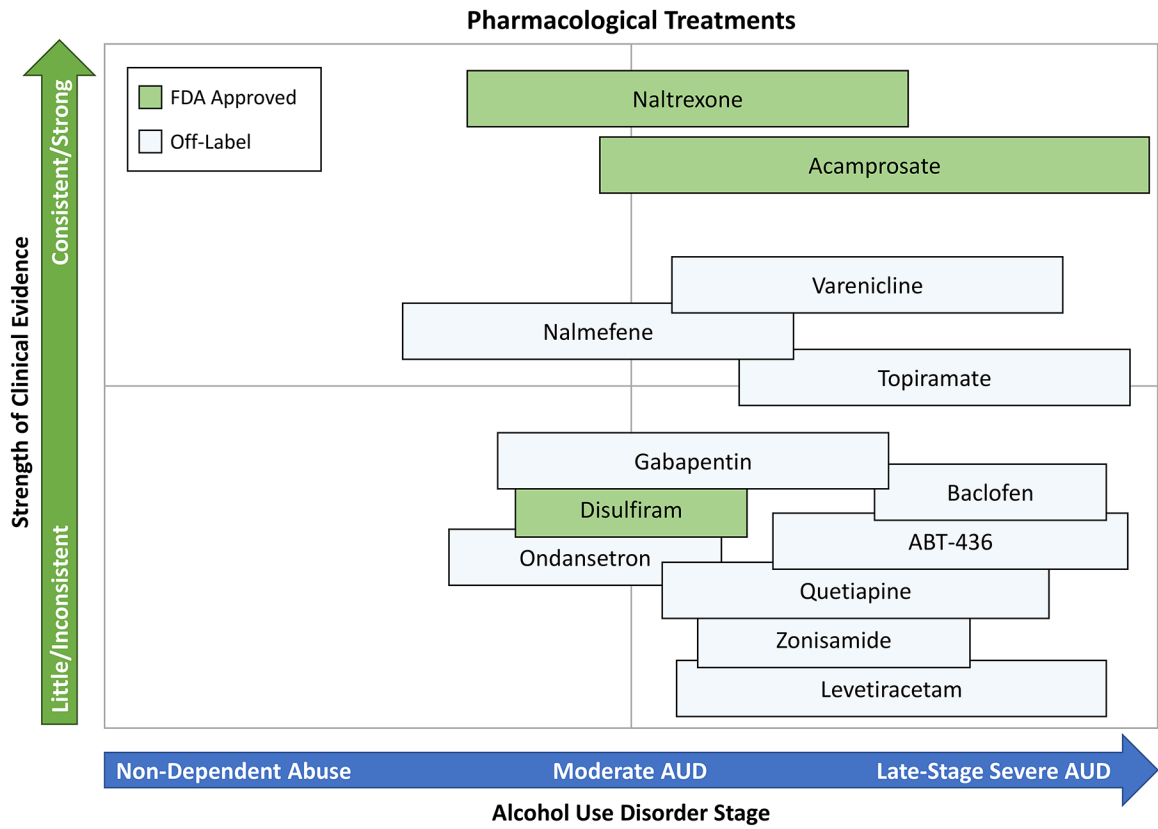 Pharmacological Treatments
FDA Approved
Off-Label
Naltrexone
Acamprosate
Varenicline
Nalmefene
Topiramate
Gabapentin
Baclofen
Disulfiram
ABT-436
Ondansetron
Quetiapine
Zonisamide
Levetiracetam
Strength of Clinical Evidence
Consistent/Strong
Little/Inconsistent
Non-Dependent Abuse
Moderate AUD
Late-Stage Severe AUD
Alcohol Use Disorder Stage